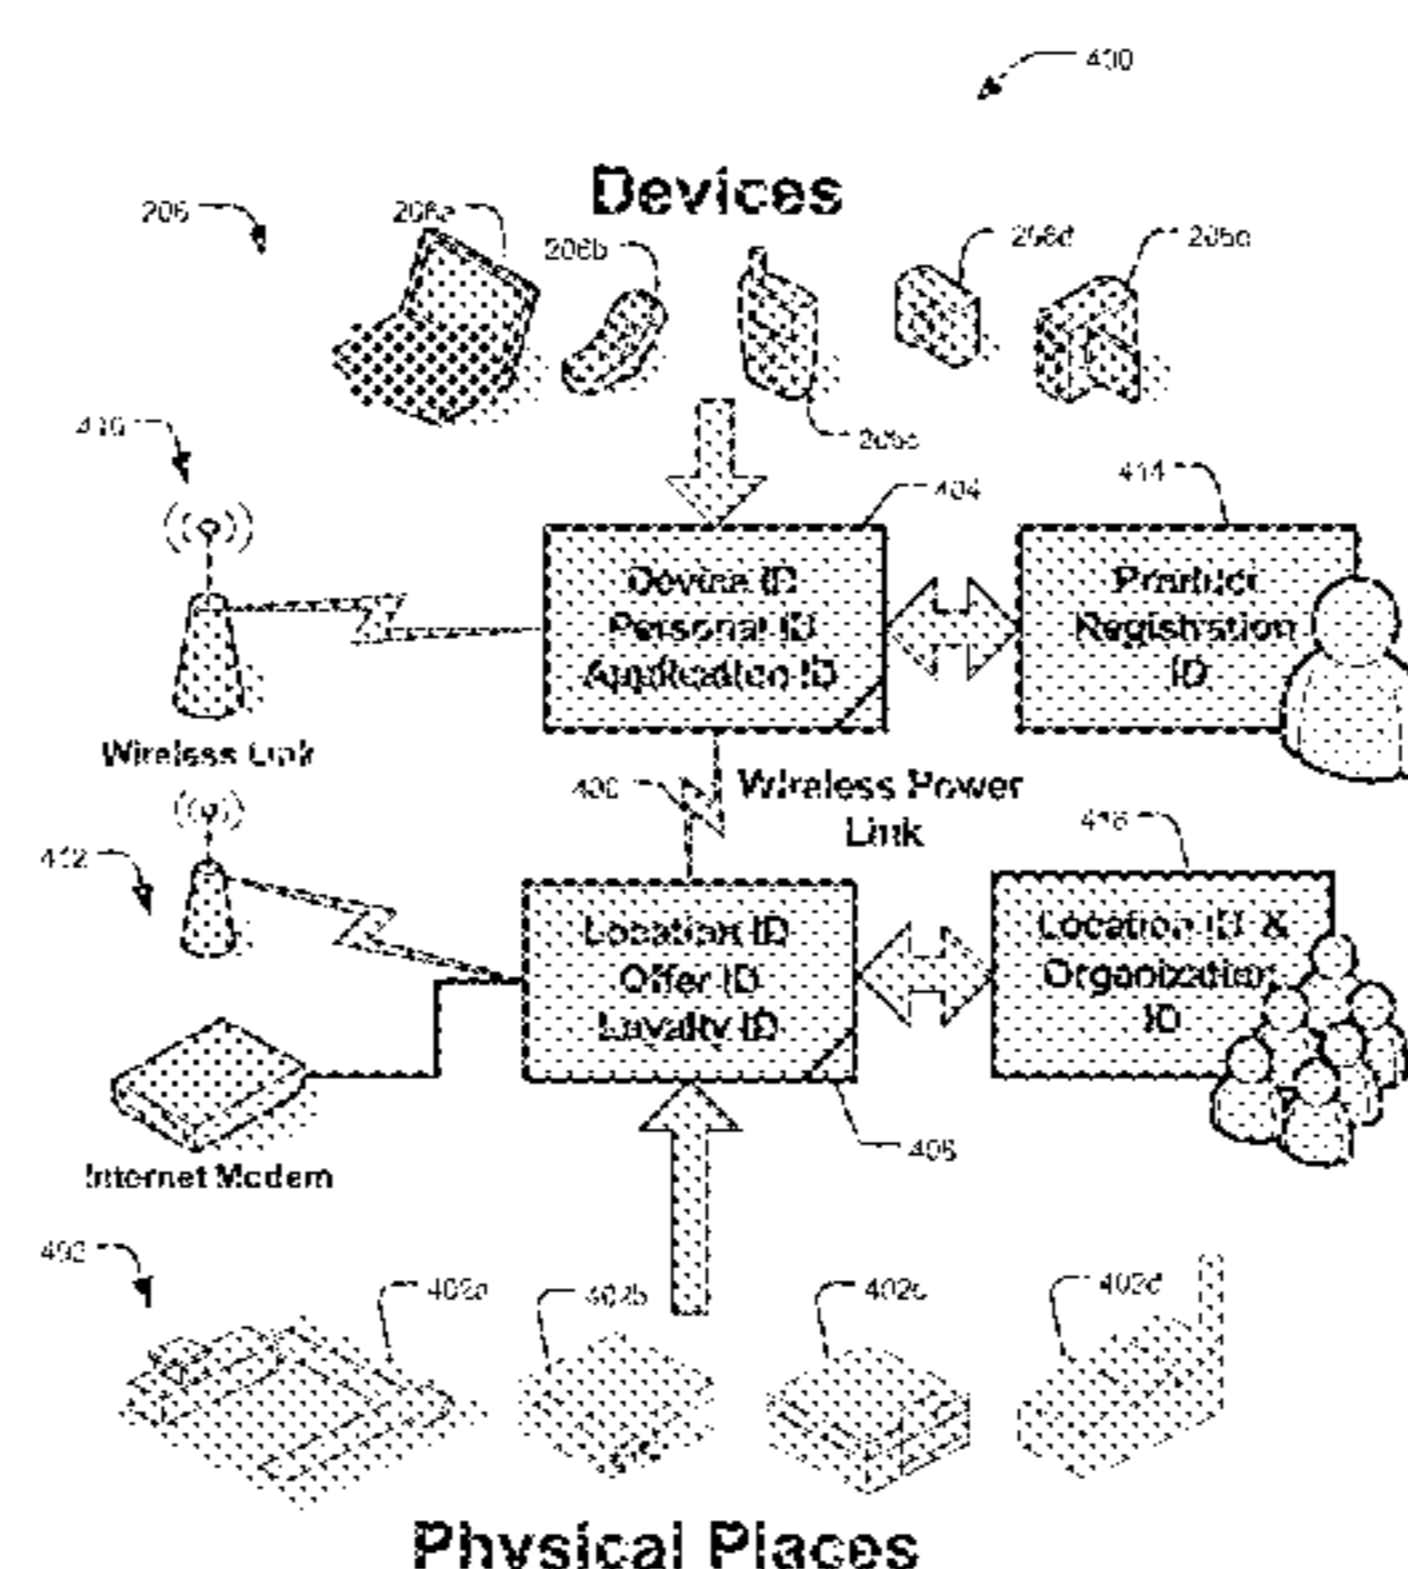 400
Devices
206
206a
206b
206d
206c
410
404
414
Device ID
Personal ID
Application ID
Product
Registration
ID
Wireless Link
Wireless Power
Link
412
416
Location ID
Offer ID
Loyalty ID
Location ID &
Organization
ID
Internet Modem
402
402a
402b
402c
402d
Physical Places